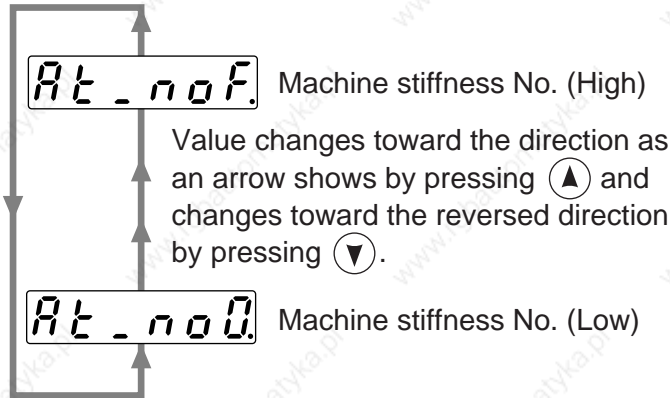 At_noF. Machine stiffness No. (High)
Value changes toward the direction as
an arrow shows by pressing ▲ and
changes toward the reversed direction
by pressing ▼.
At_no0. Machine stiffness No. (Low)